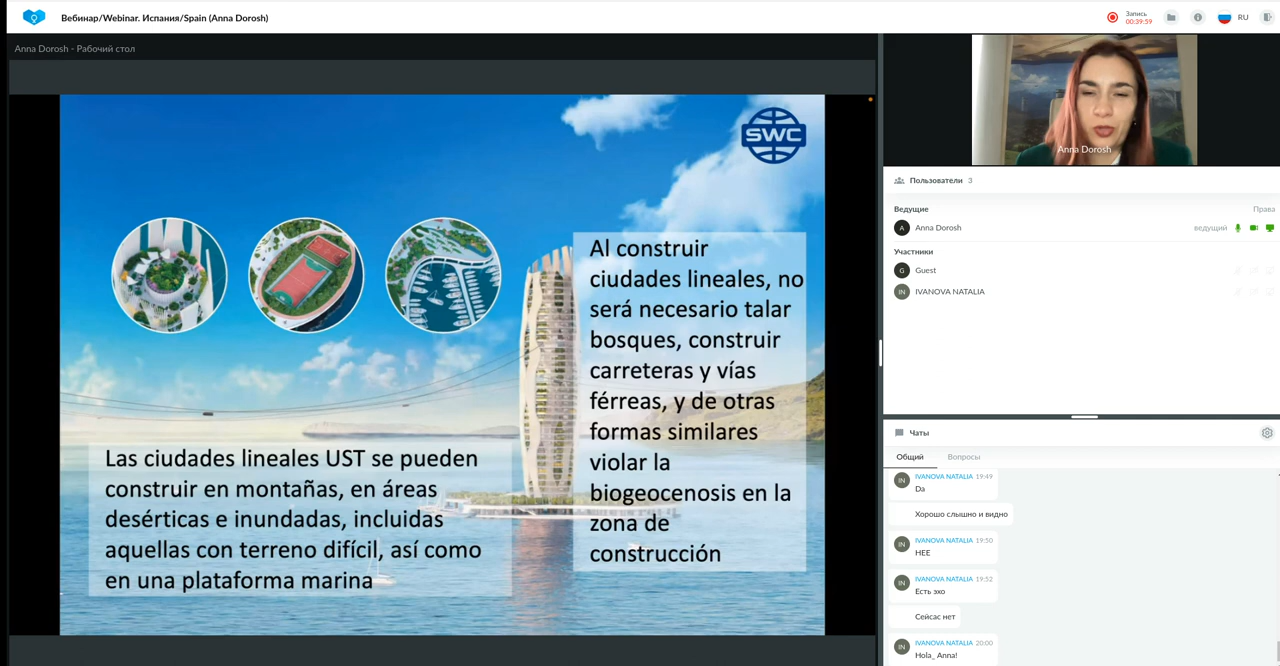 Вебинар/Webinar. Испания/Spain (Anna Dorosh)
Запись
00:39:59
RU
Anna Dorosh - Рабочий стол
SWC
Al construir
ciudades lineales, no
será necesario talar
bosques, construir
carreteras y vías
férreas, y de otras
formas similares
violar la
biogeocenosis en la
zona de
construcción
Las ciudades lineales UST se pueden
construir en montañas, en áreas
desérticas e inundadas, incluidas
aquellas con terreno difícil, así como
en una plataforma marina
Anna Dorosh
Пользователи 3
Ведущие Права
A Anna Dorosh ведущий
Участники
G Guest
IN IVANOVA NATALIA
Чаты
Общий Вопросы
IN IVANOVA NATALIA 19:49
Da
Хорошо слышно и видно
IN IVANOVA NATALIA 19:50
НЕЕ
IN IVANOVA NATALIA 19:52
Есть эхо
Сейсас нет
IN IVANOVA NATALIA 20:00
Hola_ Anna!